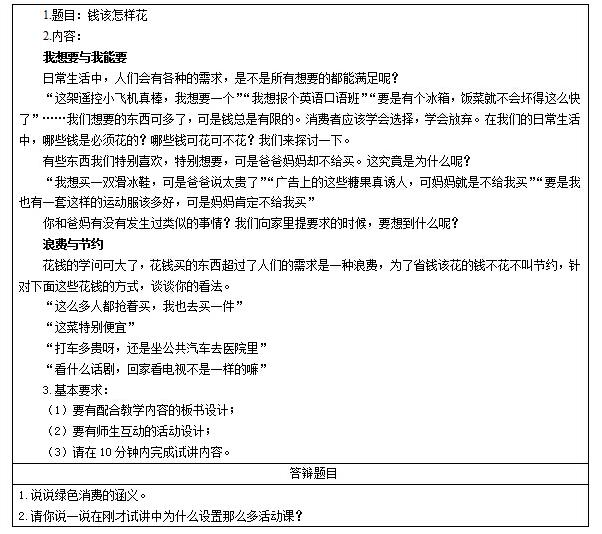 1.题目：钱该怎样花
2.内容：
我想要与我能要
日常生活中，人们会有各种的需求，是不是所有想要的都能满足呢？
“这架遥控小飞机真棒，我想要一个”“我想报个英语口语班”“要是有个冰箱，饭菜就不会坏得这么快
了”……我们想要的东西可多了，可是钱总是有限的。消费者应该学会选择，学会放弃。在我们的日常生活
中，哪些钱是必须花的？哪些钱可花可不花？我们来探讨一下。
有些东西我们特别喜欢，特别想要，可是爸爸妈妈却不给买。这究竟是为什么呢？
“我想买一双滑冰鞋，可是爸爸说太贵了”“广告上的这些糖果真诱人，可妈妈就是不给我买”“要是我
也有一套这样的运动服该多好，可是妈妈肯定不给我买”
你和爸妈有没有发生过类似的事情？我们向家里提要求的时候，要想到什么呢？
浪费与节约
花钱的学问可大了，花钱买的东西超过了人们的需求是一种浪费，为了省钱该花的钱不花不叫节约，针
对下面这些花钱的方式，谈谈你的看法。
“这么多人都抢着买，我也去买一件”
“这菜特别便宜”
“打车多贵呀，还是坐公共汽车去医院里”
“看什么话剧，回家看电视不是一样的嘛”
3.基本要求：
（1）要有配合教学内容的板书设计；
（2）要有师生互动的活动设计；
（3）请在10分钟内完成试讲内容。
答辩题目
1.说说绿色消费的涵义。
2.请你说一说在刚才试讲中为什么设置那么多活动课？